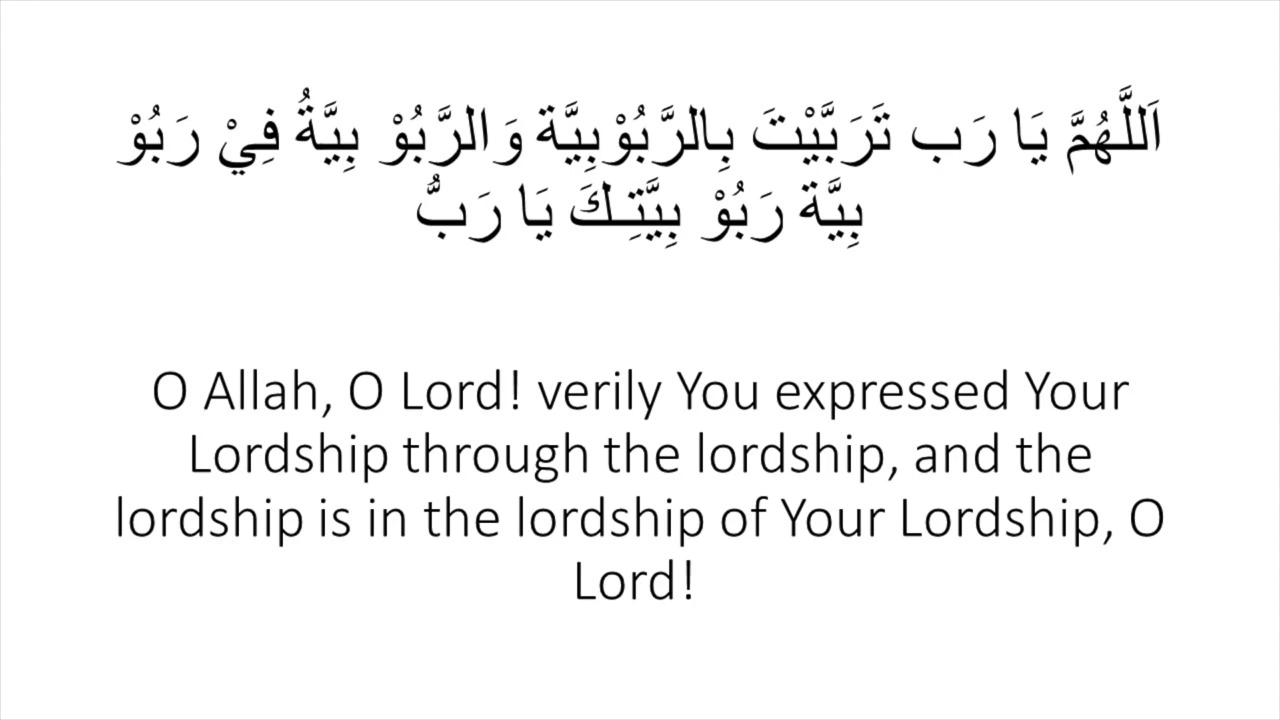 اَللَّهُمَّ يَا رَب تَرَبَّيْتَ بِالرَّبُوْبِيَّة وَالرَّبُوْ بِيَّةُ فِيْ رَبُوْ
بِيَّة رَبُوْ بِيَّتِـكَ يَا رَبُّ
O Allah, O Lord! verily You expressed Your
Lordship through the lordship, and the
lordship is in the lordship of Your Lordship, O
Lord!